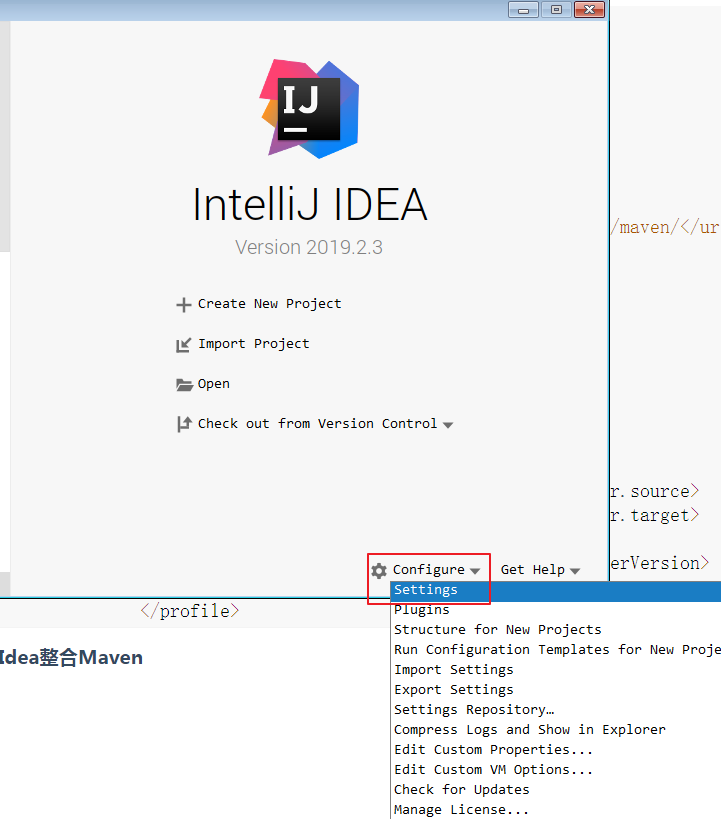 IJ
IntelliJ IDEA
Version 2019.2.3
/maven/</ur
Create New Project
Import Project
Open
Check out from Version Control
r.source>
r.target>
erVersion>
Configure
Get Help
Settings
</profile>
Plugins
Structure for New Projects
Idea整合Maven
Run Configuration Templates for New Proje
Import Settings
Export Settings
Settings Repository…
Compress Logs and Show in Explorer
Edit Custom Properties...
Edit Custom VM Options...
Check for Updates
Manage License...